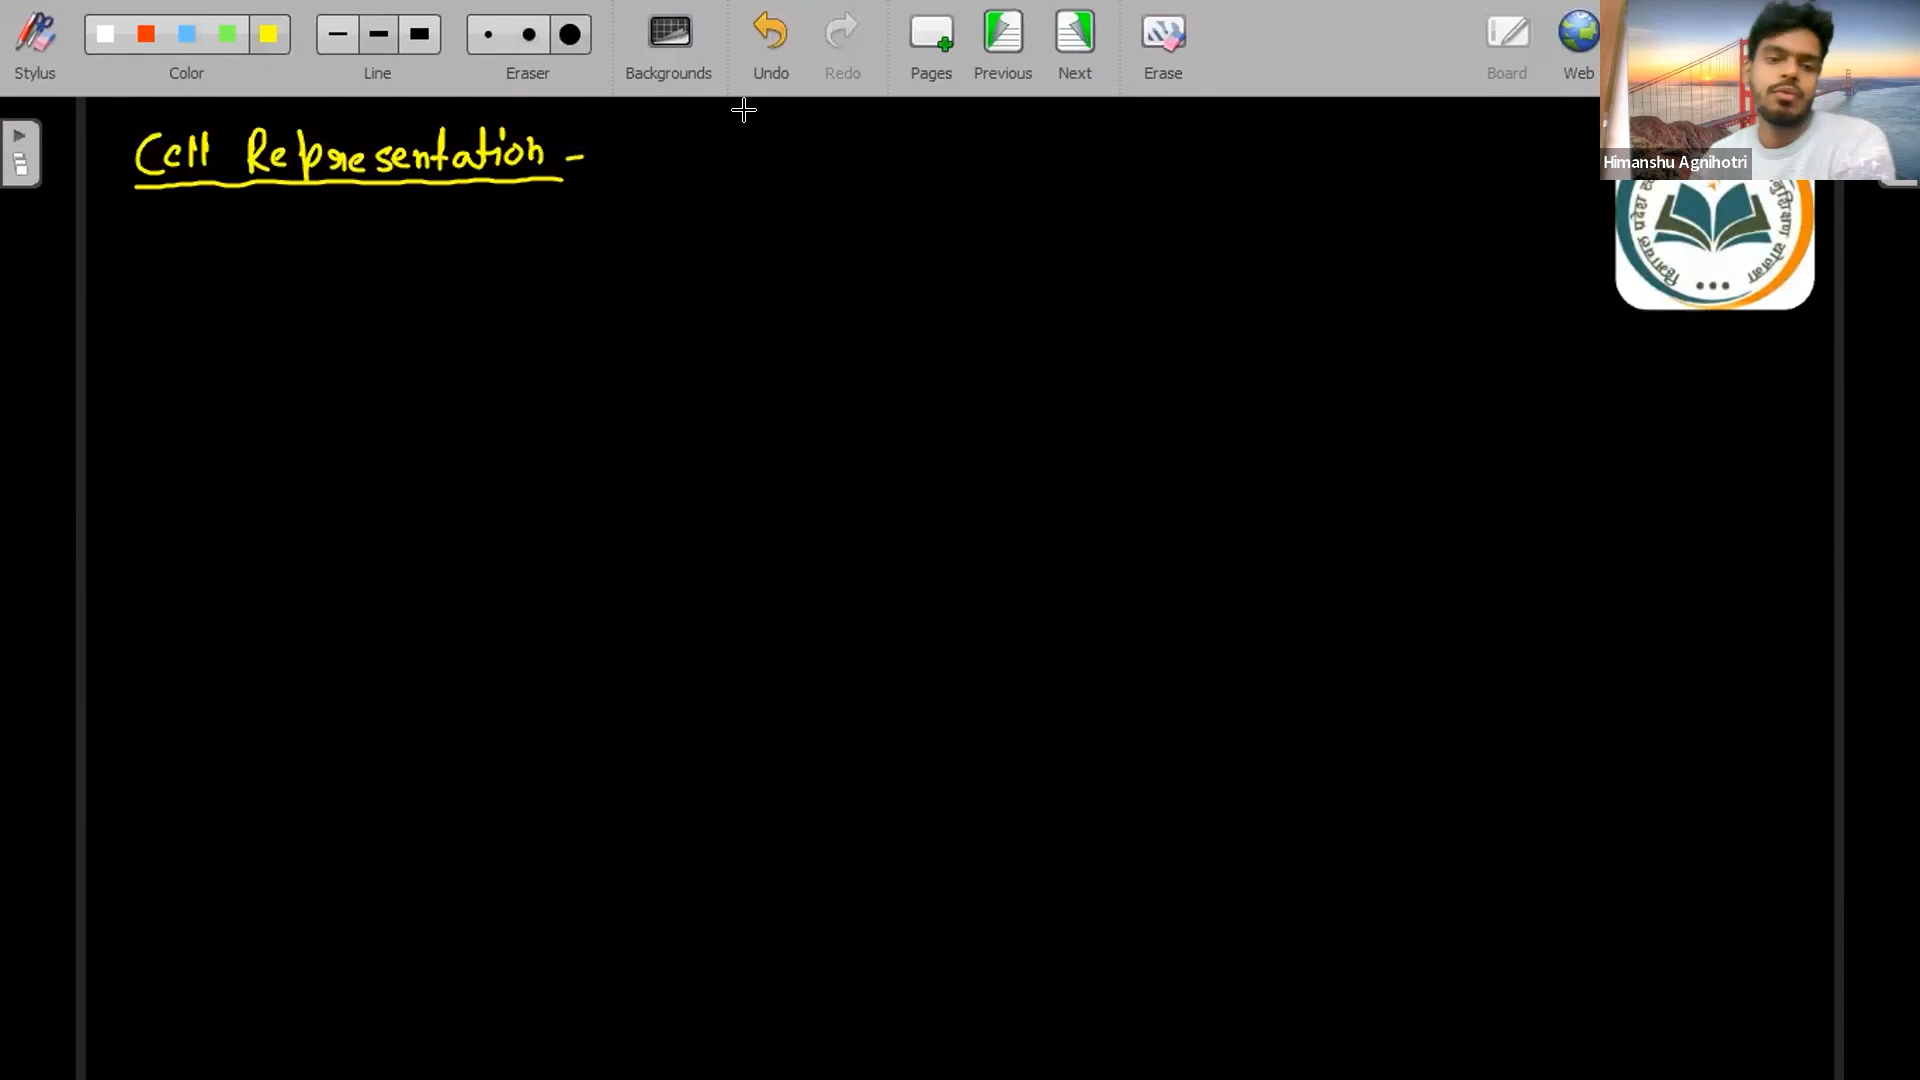 Stylus
Color
Line
Eraser
Backgrounds
Undo
Redo
Pages
Previous
Next
Erase
Board
Web
Himanshu Agnihotri
Cell Representation -